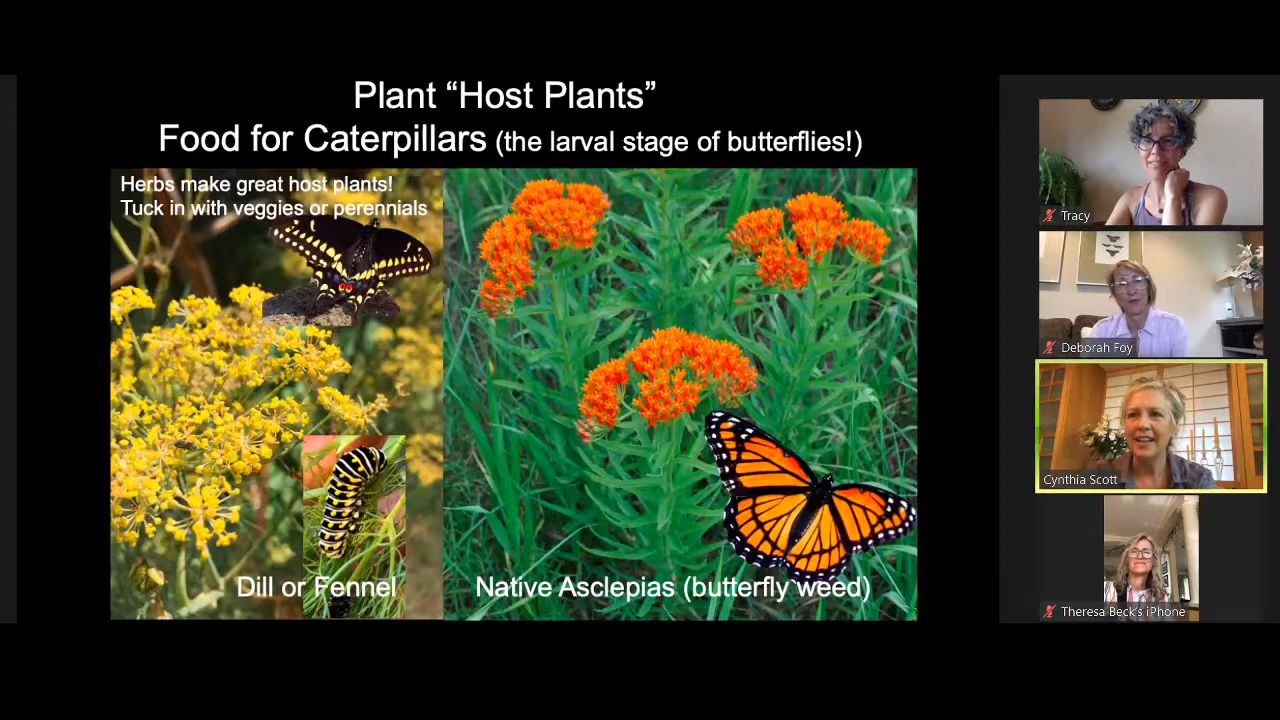 Plant “Host Plants”
Food for Caterpillars (the larval stage of butterflies!)
Herbs make great host plants!
Tuck in with veggies or perennials
Dill or Fennel
Native Asclepias (butterfly weed)
Tracy
Deborah Foy
Cynthia Scott
Theresa Beck's iPhone